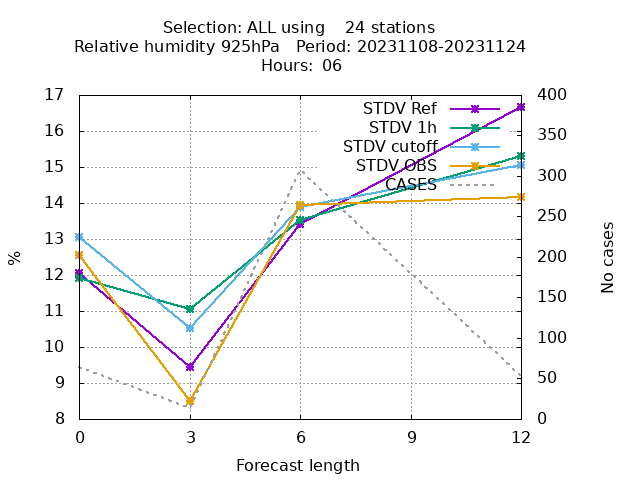 Selection: ALL using    24 stations
Relative humidity 925hPa   Period: 20231108-20231124
Hours: 06
17
16
15
14
13
12
11
10
9
8
%
400
350
300
250
200
150
100
50
0
No cases
STDV Ref
STDV 1h
STDV cutoff
STDV OBS
CASES
0 3 6 9 12
Forecast length